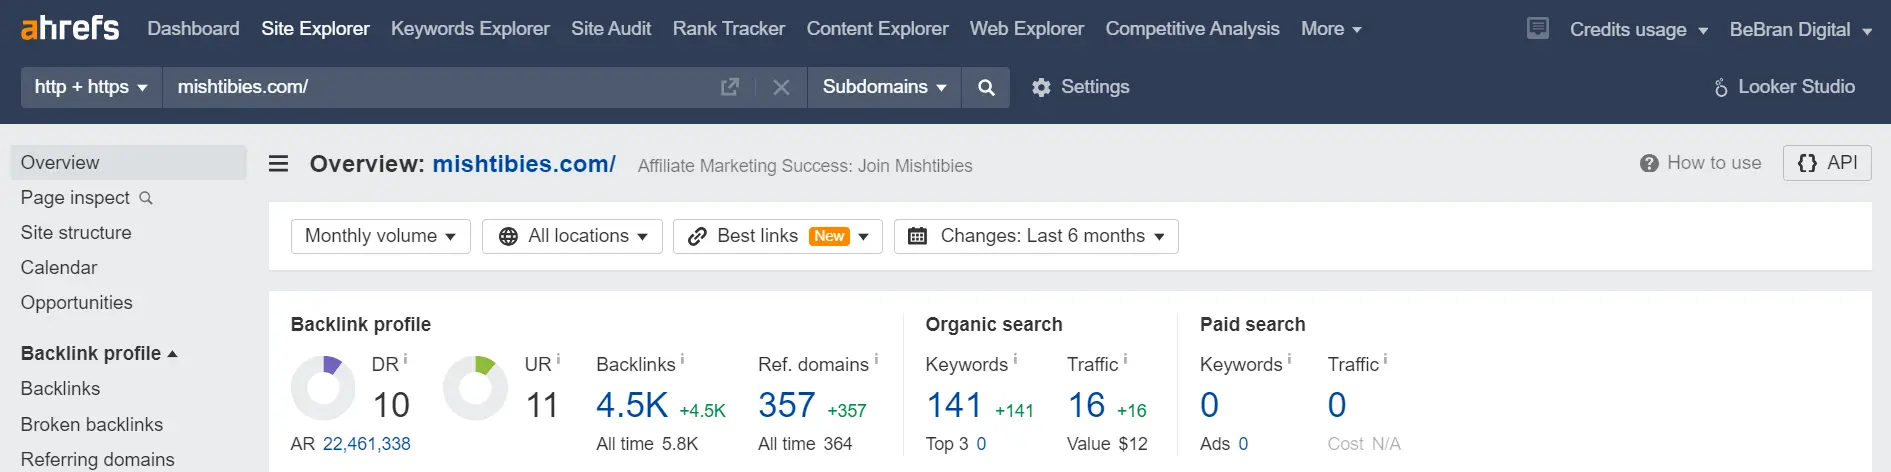 ahrefs Dashboard Site Explorer Keywords Explorer Site Audit Rank Tracker Content Explorer Web Explorer Competitive Analysis More Credits usage BeBran Digital
http + https mishtibies.com/ Subdomains Settings Looker Studio
Overview
Page inspect
Site structure
Calendar
Opportunities
Backlink profile
Backlinks
Broken backlinks
Referring domains
Overview: mishtibies.com/ Affiliate Marketing Success: Join Mishtibies How to use {} API
Monthly volume All locations Best links New Changes: Last 6 months
Backlink profile
DR i UR i Backlinks i Ref. domains i
10 11 4.5K +4.5K 357 +357
AR 22,461,338 All time 5.8K All time 364
Organic search
Keywords i Traffic i
141 +141 16 +16
Top 3 0 Value $12
Paid search
Keywords i Traffic i
0 0
Ads 0 Cost N/A